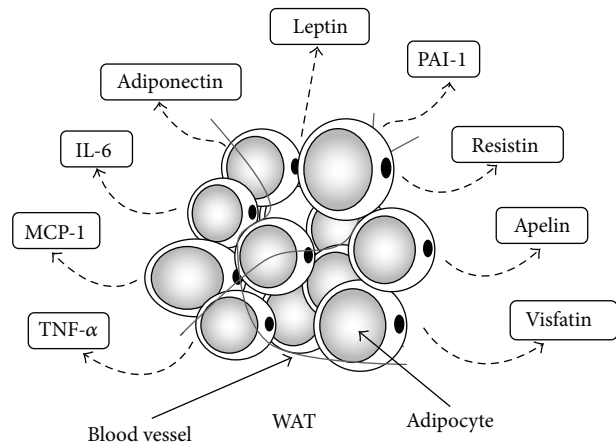 Leptin
PAI-1
Adiponectin
IL-6
Resistin
MCP-1
Apelin
TNF-α
Visfatin
Blood vessel
WAT
Adipocyte